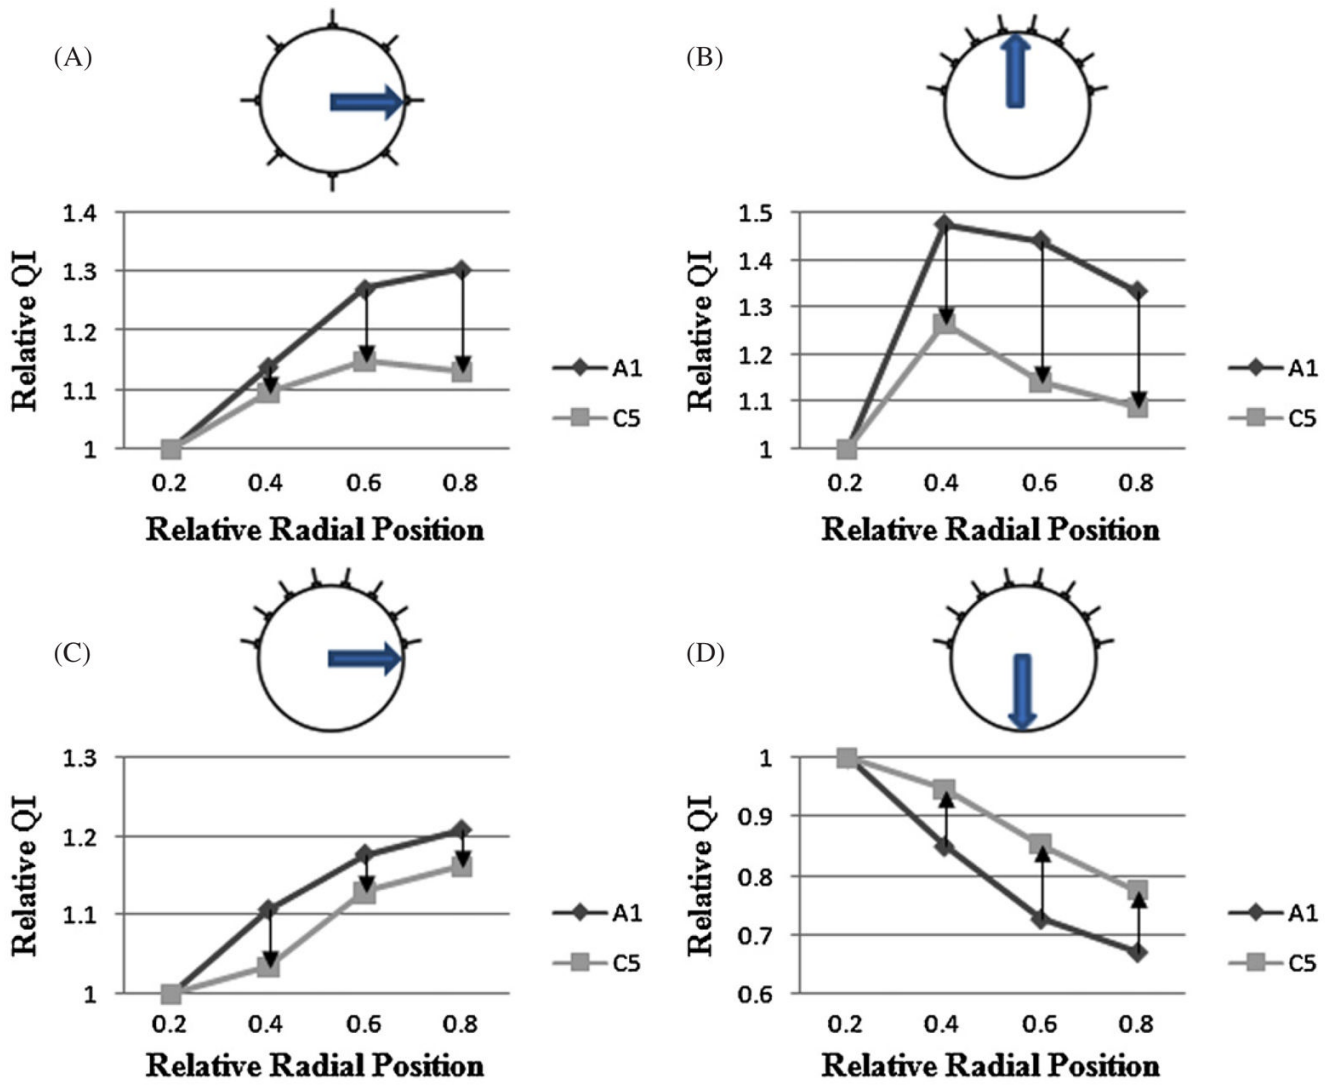 (A)
Relative QI
1.4
1.3
1.2
1.1
1
0.2 0.4 0.6 0.8
Relative Radial Position
A1
C5
(B)
Relative QI
1.5
1.4
1.3
1.2
1.1
1
0.2 0.4 0.6 0.8
Relative Radial Position
A1
C5
(C)
Relative QI
1.3
1.2
1.1
1
0.2 0.4 0.6 0.8
Relative Radial Position
A1
C5
(D)
Relative QI
1
0.9
0.8
0.7
0.6
0.2 0.4 0.6 0.8
Relative Radial Position
A1
C5